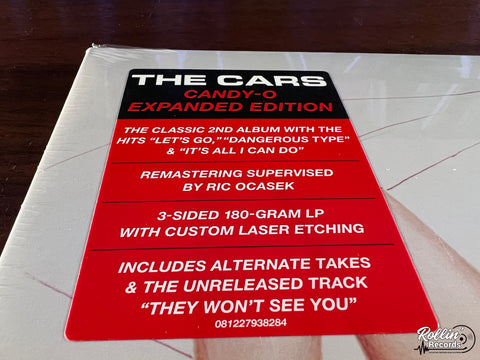 THE CARS
CANDY-O
EXPANDED EDITION
THE CLASSIC 2ND ALBUM WITH THE
HITS “LET’S GO,” “DANGEROUS TYPE”
& “IT’S ALL I CAN DO”
REMASTERING SUPERVISED
BY RIC OCASEK
3-SIDED 180-GRAM LP
WITH CUSTOM LASER ETCHING
INCLUDES ALTERNATE TAKES
& THE UNRELEASED TRACK
“THEY WON’T SEE YOU”
081227938284
Rollin'
Records